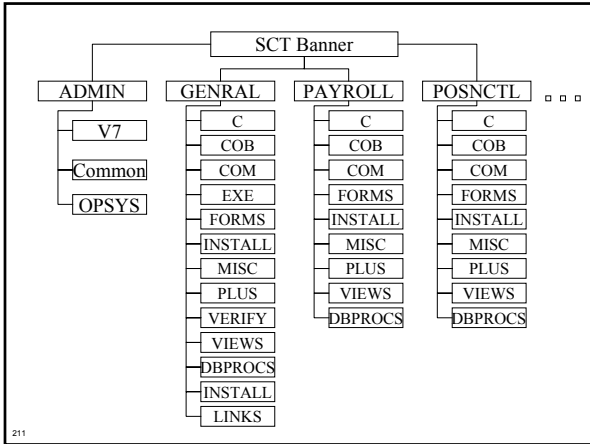 SCT Banner
ADMIN
V7
Common
OPSYS
GENRAL
C
COB
COM
EXE
FORMS
INSTALL
MISC
PLUS
VERIFY
VIEWS
DBPROCS
INSTALL
LINKS
PAYROLL
C
COB
COM
FORMS
INSTALL
MISC
PLUS
VIEWS
DBPROCS
POSNCTL
C
COB
COM
FORMS
INSTALL
MISC
PLUS
VIEWS
DBPROCS
211